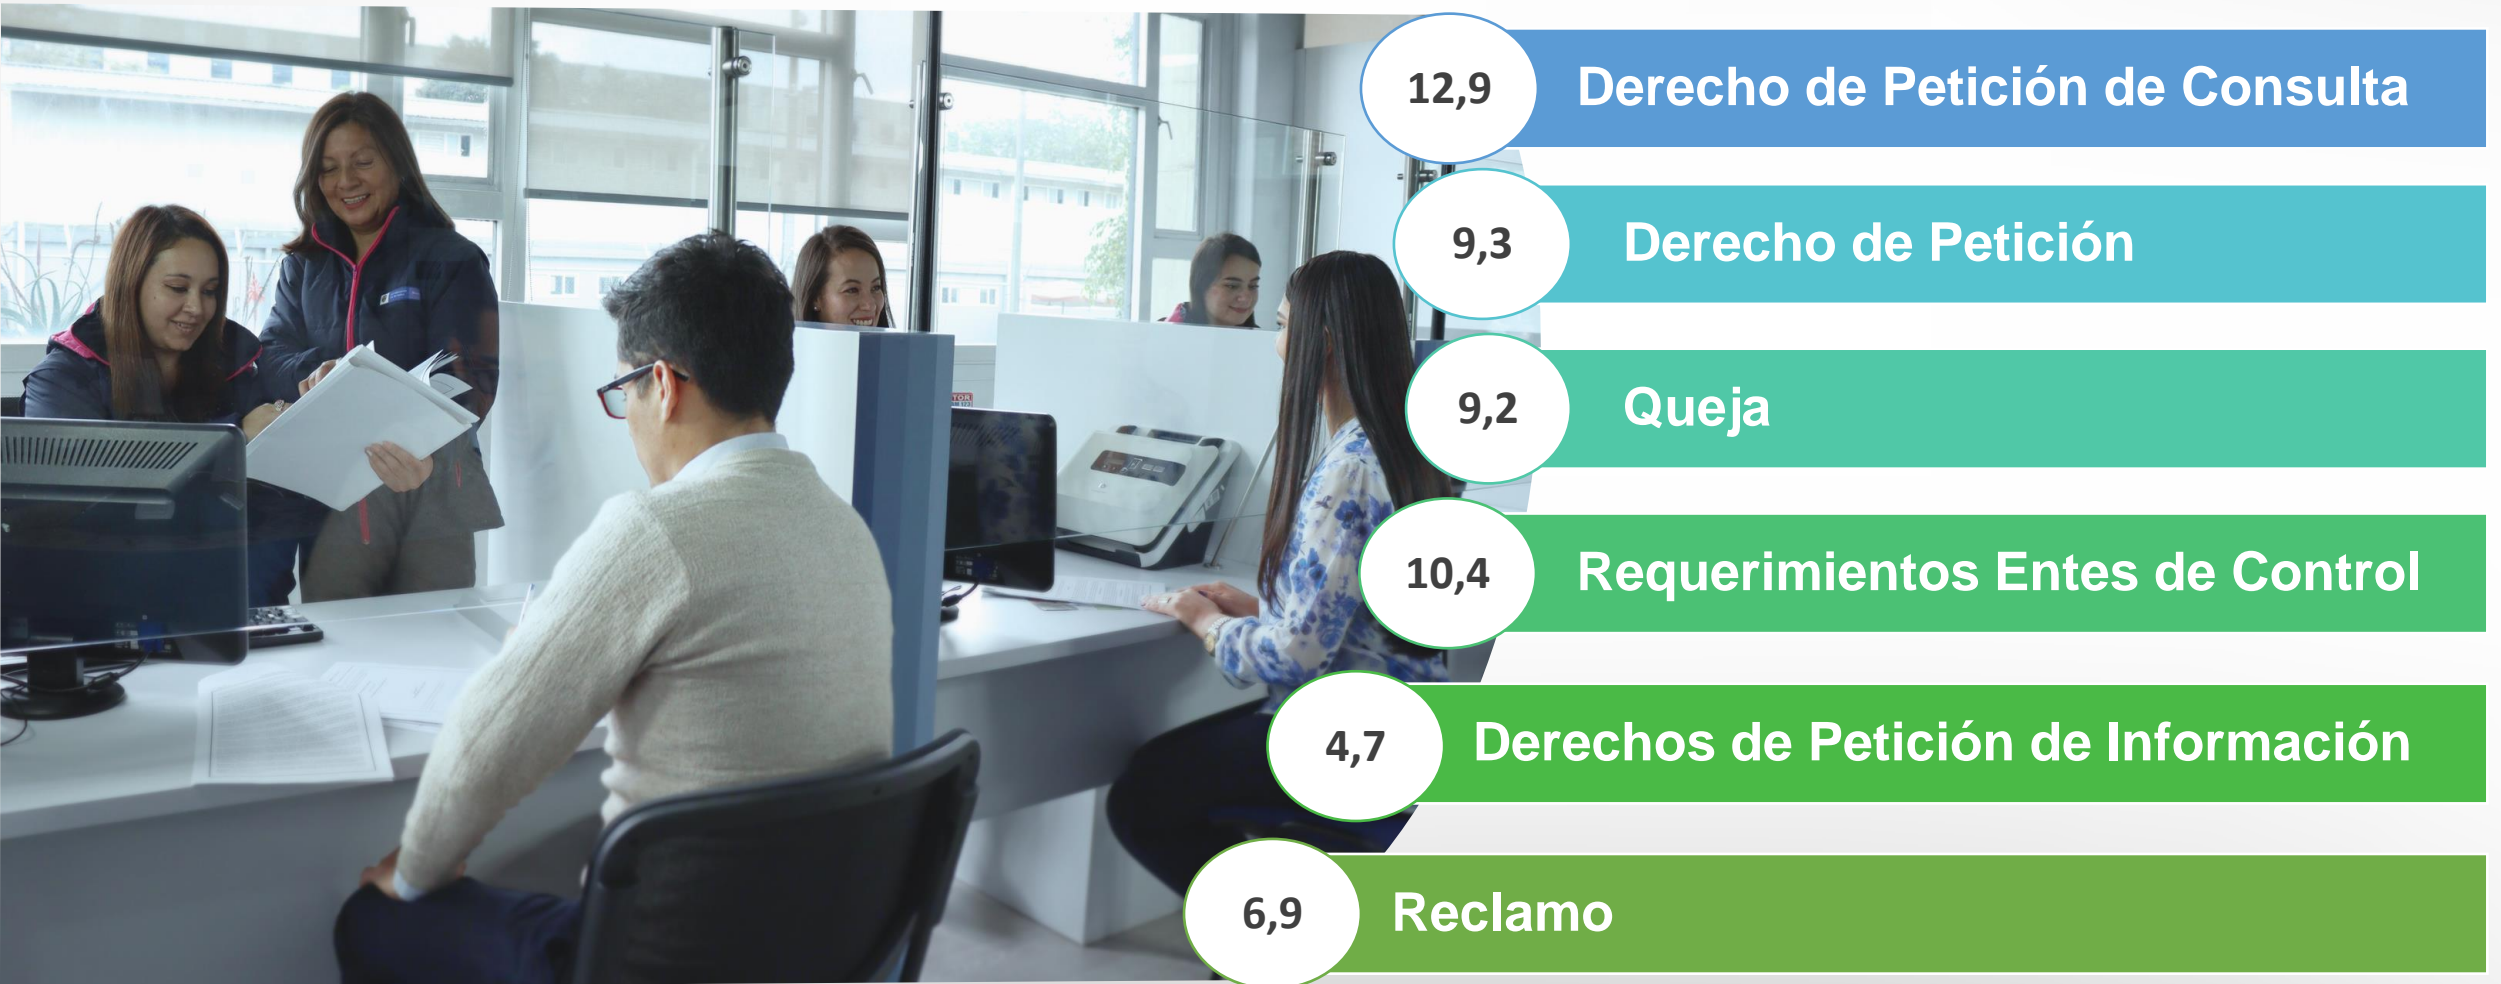 12,9 Derecho de Petición de Consulta
9,3 Derecho de Petición
9,2 Queja
10,4 Requerimientos Entes de Control
4,7 Derechos de Petición de Información
6,9 Reclamo